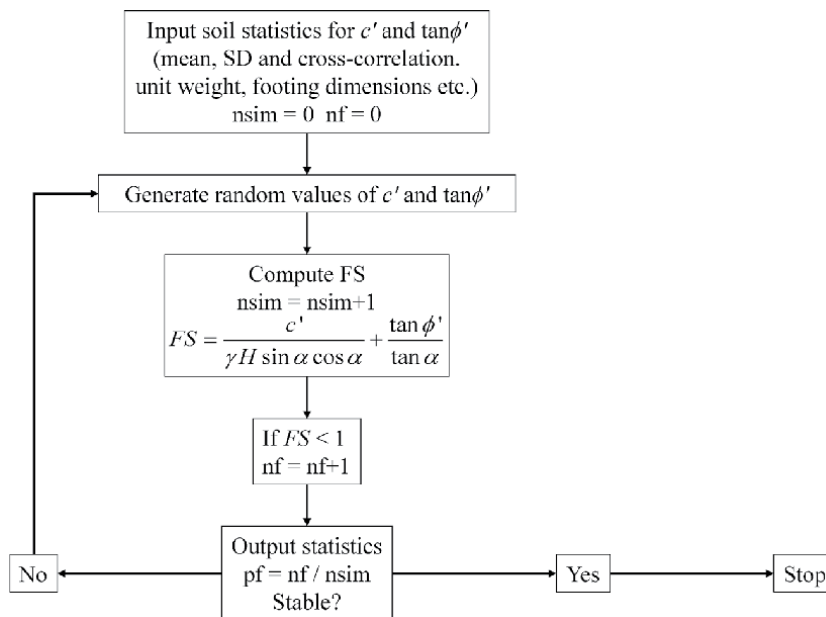 Input soil statistics for c′ and tanϕ′
(mean, SD and cross-correlation.
unit weight, footing dimensions etc.)
nsim = 0 nf = 0
Generate random values of c′ and tanϕ′
Compute FS
nsim = nsim+1
FS = c' / (γ H sin α cos α) + tan ϕ' / tan α
If FS < 1
nf = nf+1
Output statistics
pf = nf / nsim
Stable?
No
Yes
Stop